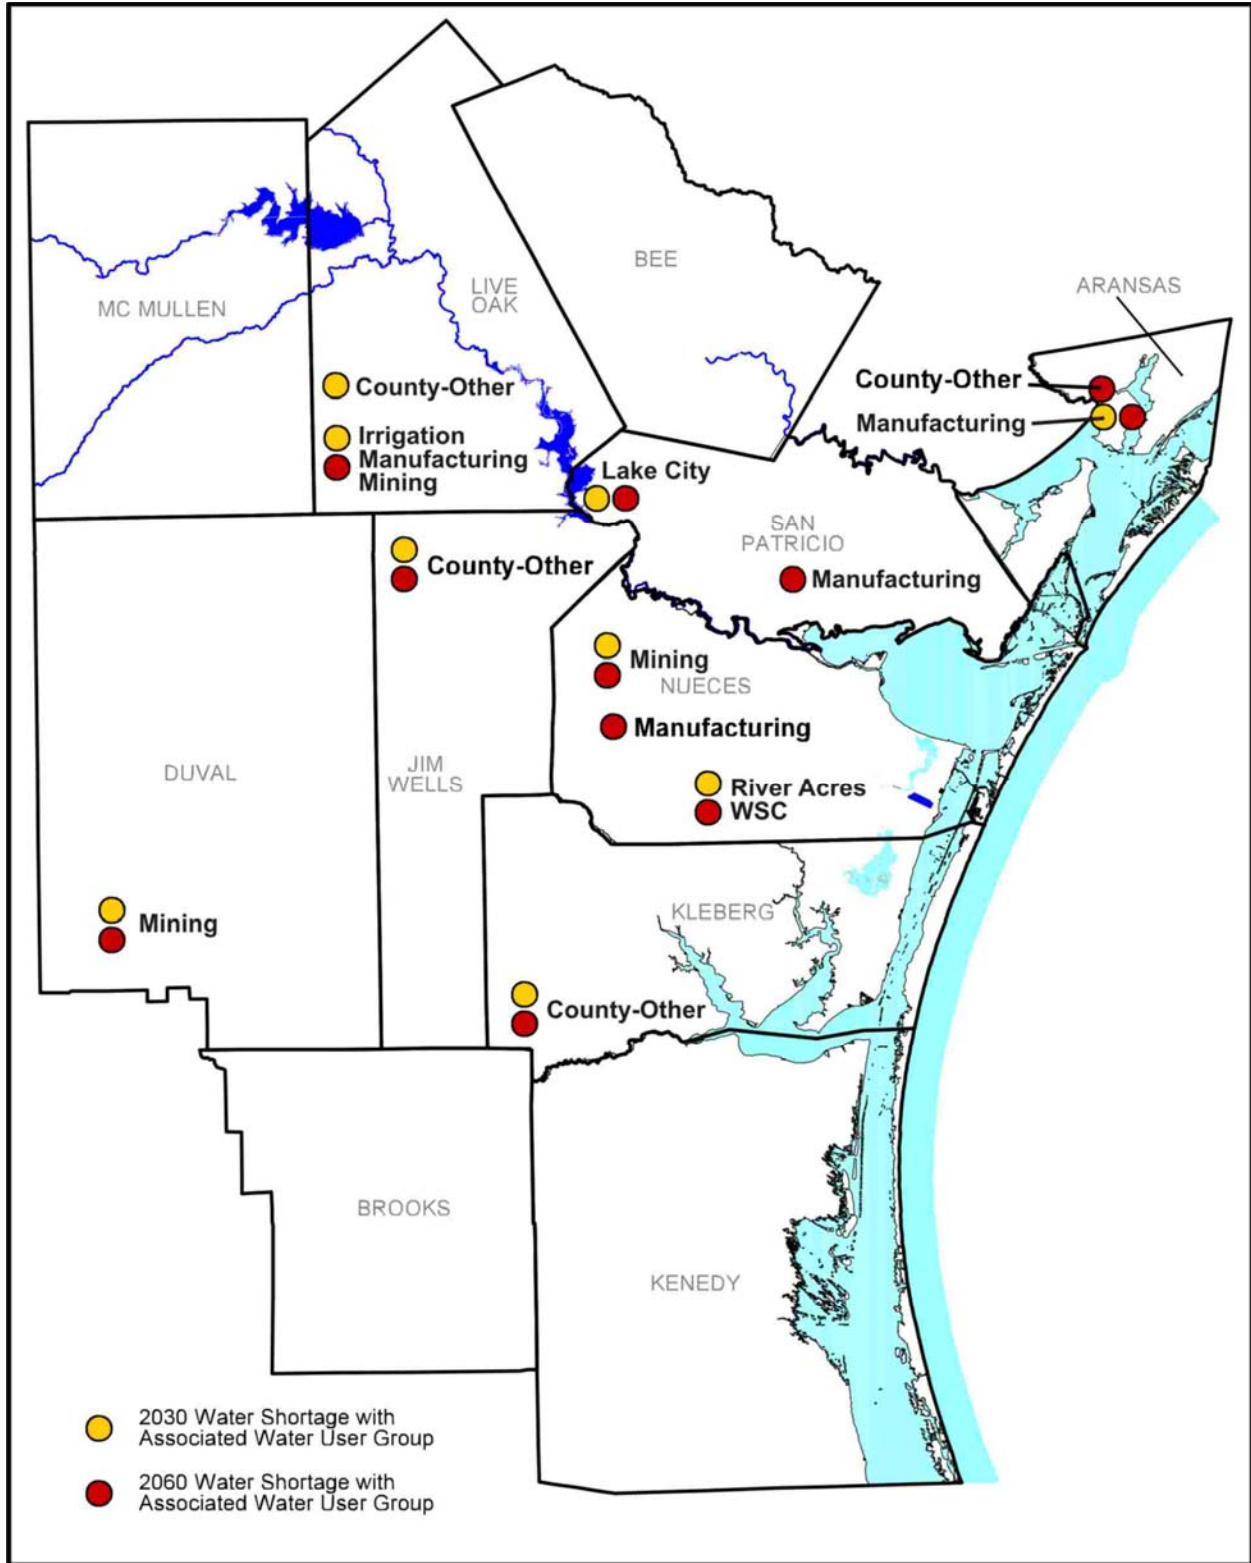 BEE
LIVE
OAK
ARANSAS
MC MULLEN
County-Other
Manufacturing
County-Other
Irrigation
Manufacturing
Mining
Lake City
SAN
PATRICIO
County-Other
Manufacturing
Mining
NUECES
Manufacturing
DUVAL
JIM
WELLS
River Acres
WSC
KLEBERG
Mining
County-Other
BROOKS
KENEDY
2030 Water Shortage with
Associated Water User Group
2060 Water Shortage with
Associated Water User Group